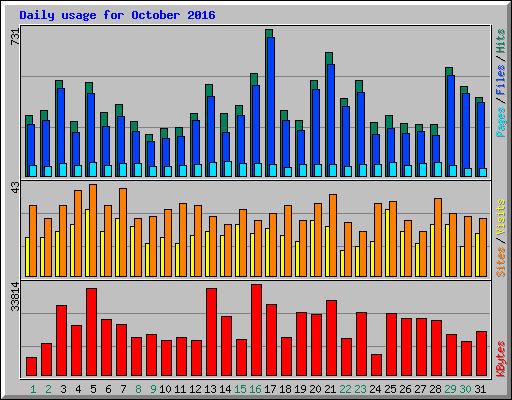 Daily usage for October 2016
731
Pages / Files / Hits
43
Sites / Visits
33814
KBytes
1 2 3 4 5 6 7 8 9 10 11 12 13 14 15 16 17 18 19 20 21 22 23 24 25 26 27 28 29 30 31